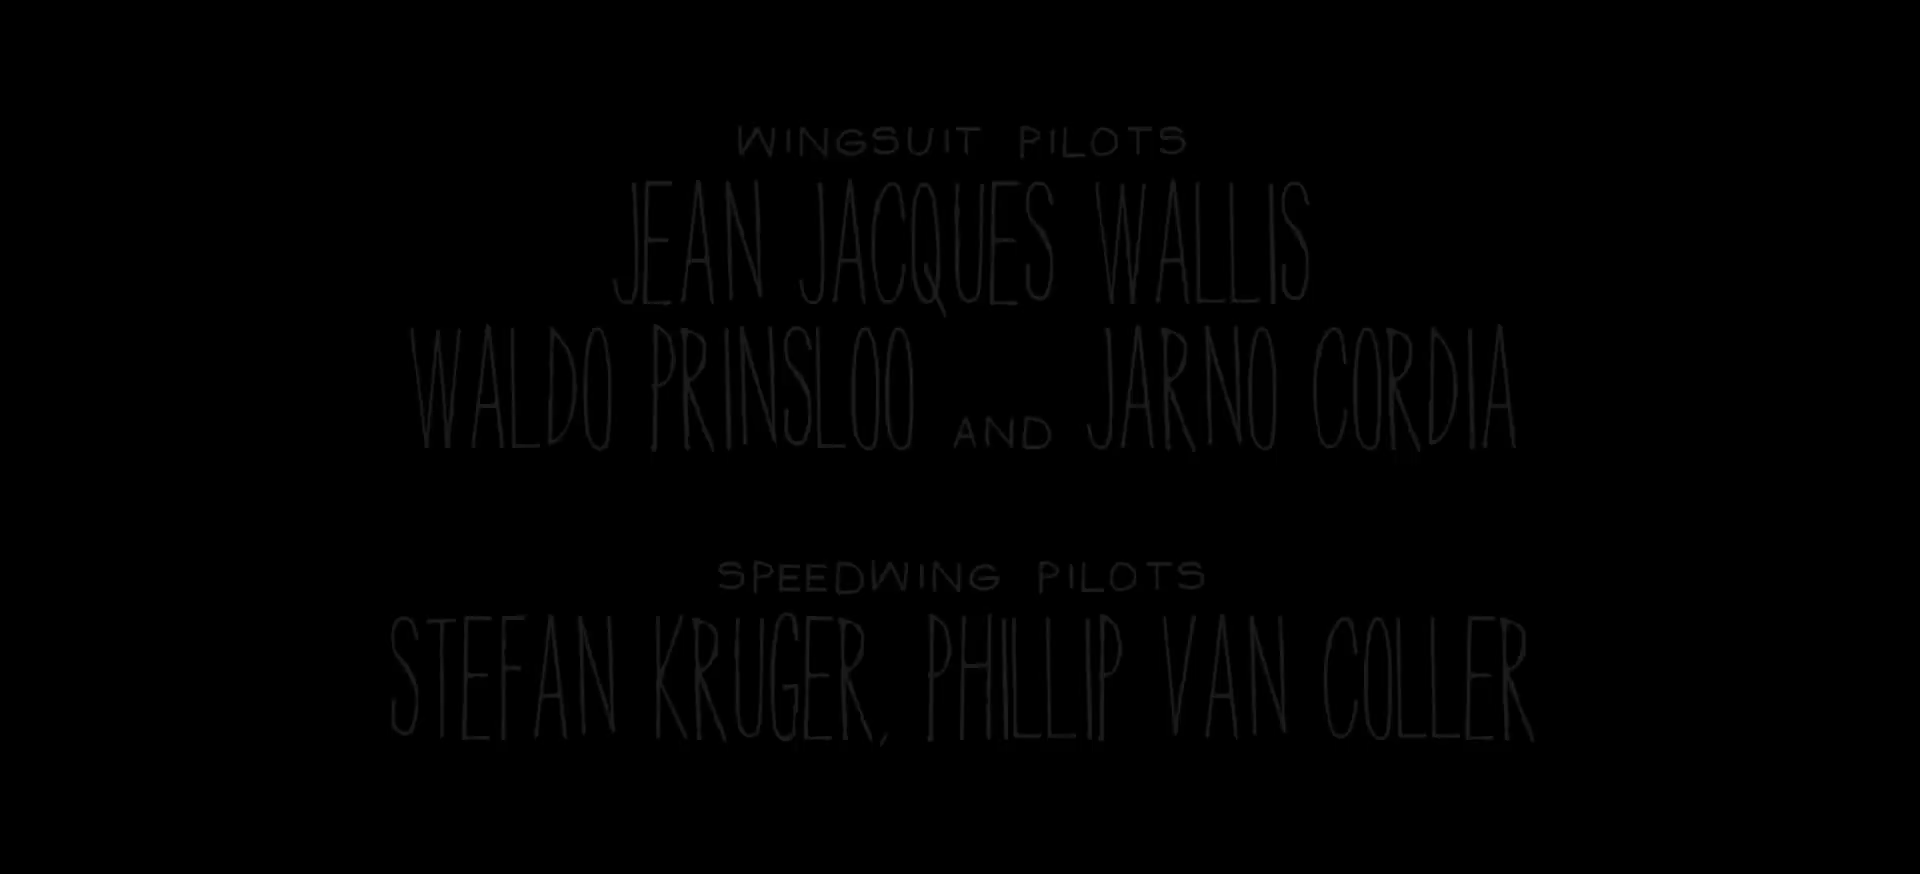 WINGSUIT PILOTS
JEAN JACQUES WALLIS
WALDO PRINSLOO AND JARNO CORDIA
SPEEDWING PILOTS
STEFAN KRUGER, PHILLIP VAN COLLER